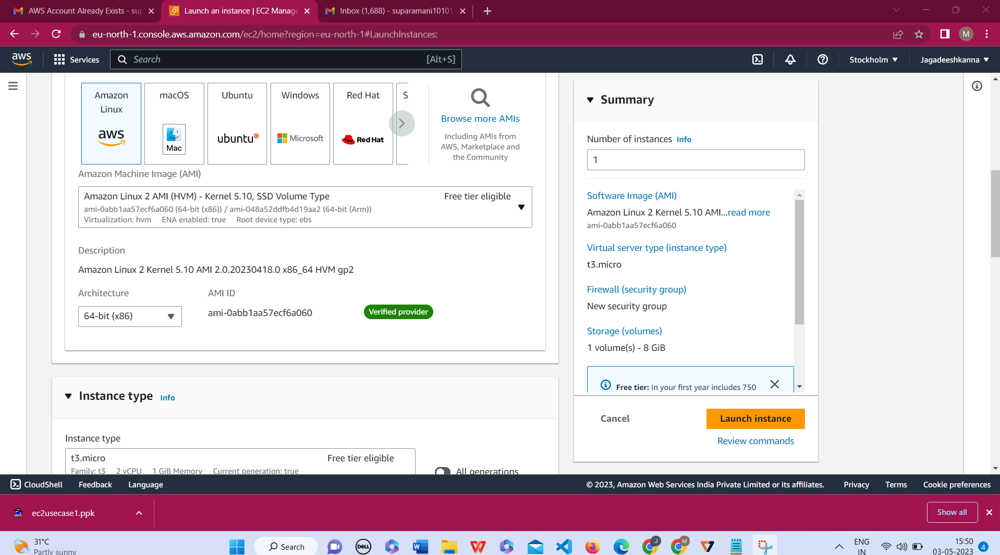 AWS Account Already Exists - sup
Launch an instance | EC2 Manage
Inbox (1,688) - suparamani10101
eu-north-1.console.aws.amazon.com/ec2/home?region=eu-north-1#LaunchInstances:
M
aws
Services
Search
[Alt+S]
Stockholm
Jagadeeshkanna
Amazon
Linux
aws
macOS
Mac
Ubuntu
ubuntu
Windows
Microsoft
Red Hat
Red Hat
S
Browse more AMIs
Including AMIs from
AWS, Marketplace and
the Community
Amazon Machine Image (AMI)
Amazon Linux 2 AMI (HVM) - Kernel 5.10, SSD Volume Type
Free tier eligible
ami-0abb1aa57ecf6a060 (64-bit (x86)) / ami-048a52ddfb4d19aa2 (64-bit (Arm))
Virtualization: hvm ENA enabled: true Root device type: ebs
Description
Amazon Linux 2 Kernel 5.10 AMI 2.0.20230418.0 x86_64 HVM gp2
Architecture
AMI ID
64-bit (x86)
ami-0abb1aa57ecf6a060
Verified provider
Instance type Info
Instance type
t3.micro
Free tier eligible
Family: t3 2 vCPU 1 GiB Memory Current generation: true
All generations
Summary
Number of instances Info
1
Software Image (AMI)
Amazon Linux 2 Kernel 5.10 AMI...read more
ami-0abb1aa57ecf6a060
Virtual server type (instance type)
t3.micro
Firewall (security group)
New security group
Storage (volumes)
1 volume(s) - 8 GiB
Free tier: In your first year includes 750
Cancel
Launch instance
Review commands
CloudShell
Feedback
Language
© 2023, Amazon Web Services India Private Limited or its affiliates.
Privacy
Terms
Cookie preferences
ec2usecase1.ppk
Show all
31°C
Partly sunny
Search
DELL
W
J
M
ENG
IN
15:50
03-05-2023
4